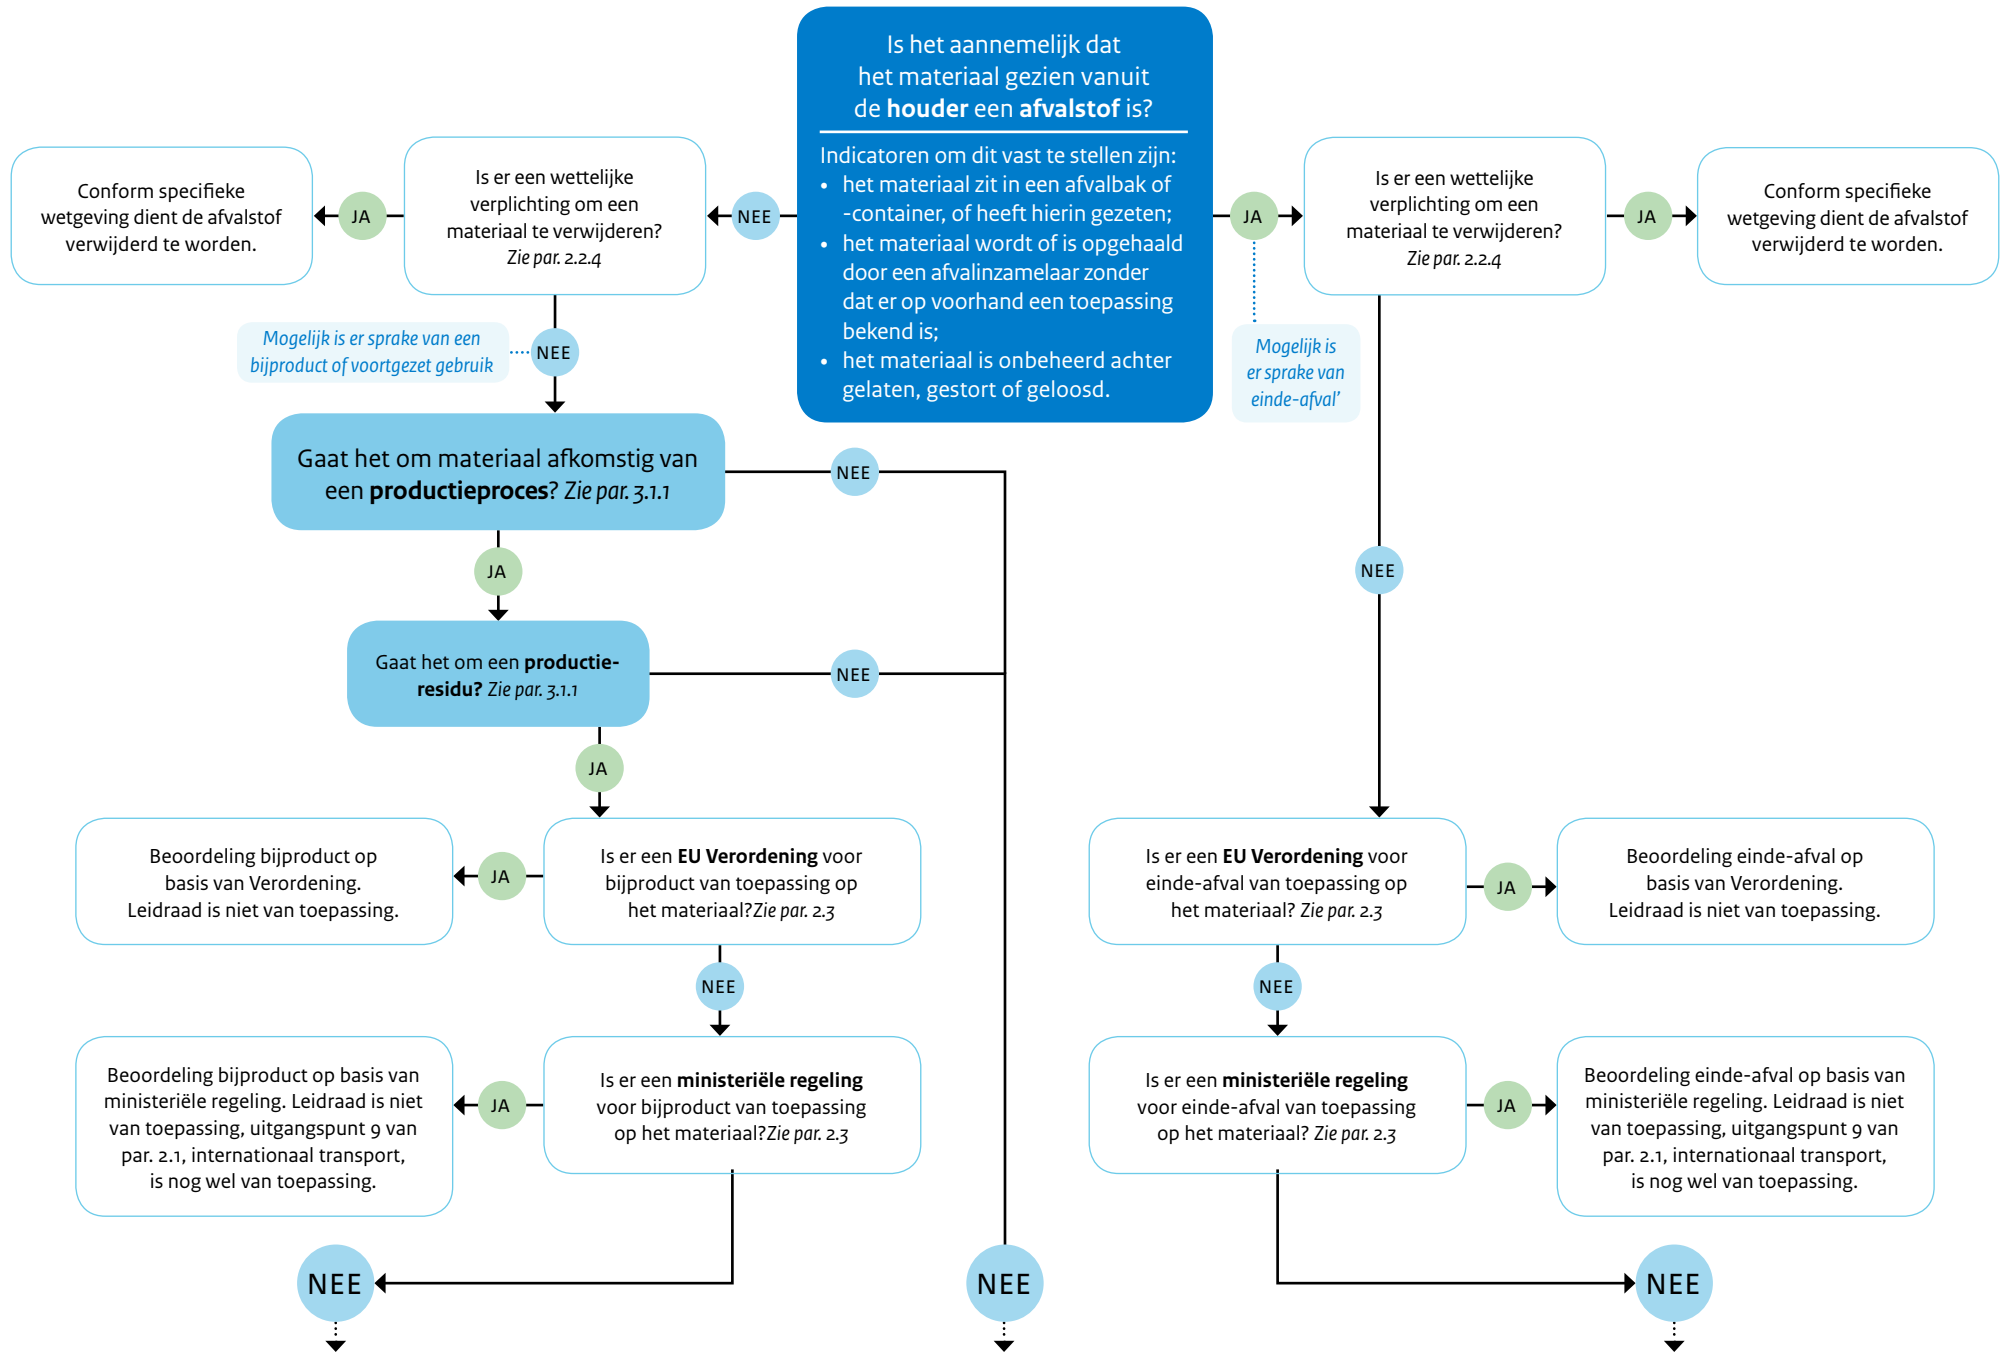 Is het aannemelijk dat
het materiaal gezien vanuit
de houder een afvalstof is?
Indicatoren om dit vast te stellen zijn:
• het materiaal zit in een afvalbak of
-container, of heeft hierin gezeten;
• het materiaal wordt of is opgehaald
door een afvalinzamelaar zonder
dat er op voorhand een toepassing
bekend is;
• het materiaal is onbeheerd achter
gelaten, gestort of geloosd.
Conform specifieke
wetgeving dient de afvalstof
verwijderd te worden.
JA
Is er een wettelijke
verplichting om een
materiaal te verwijderen?
Zie par. 2.2.4
NEE
JA
Is er een wettelijke
verplichting om een
materiaal te verwijderen?
Zie par. 2.2.4
JA
Conform specifieke
wetgeving dient de afvalstof
verwijderd te worden.
Mogelijk is er sprake van een
bijproduct of voortgezet gebruik
NEE
Mogelijk is
er sprake van
einde-afval’
Gaat het om materiaal afkomstig van
een productieproces? Zie par. 3.1.1
NEE
JA
NEE
Gaat het om een productie-
residu? Zie par. 3.1.1
NEE
JA
Beoordeling bijproduct op
basis van Verordening.
Leidraad is niet van toepassing.
JA
Is er een EU Verordening voor
bijproduct van toepassing op
het materiaal?Zie par. 2.3
Is er een EU Verordening voor
einde-afval van toepassing op
het materiaal? Zie par. 2.3
JA
Beoordeling einde-afval op
basis van Verordening.
Leidraad is niet van toepassing.
NEE
NEE
Beoordeling bijproduct op basis van
ministeriële regeling. Leidraad is niet
van toepassing, uitgangspunt 9 van
par. 2.1, internationaal transport,
is nog wel van toepassing.
JA
Is er een ministeriële regeling
voor bijproduct van toepassing
op het materiaal?Zie par. 2.3
Is er een ministeriële regeling
voor einde-afval van toepassing
op het materiaal? Zie par. 2.3
JA
Beoordeling einde-afval op basis van
ministeriële regeling. Leidraad is niet
van toepassing, uitgangspunt 9 van
par. 2.1, internationaal transport,
is nog wel van toepassing.
NEE
NEE
NEE